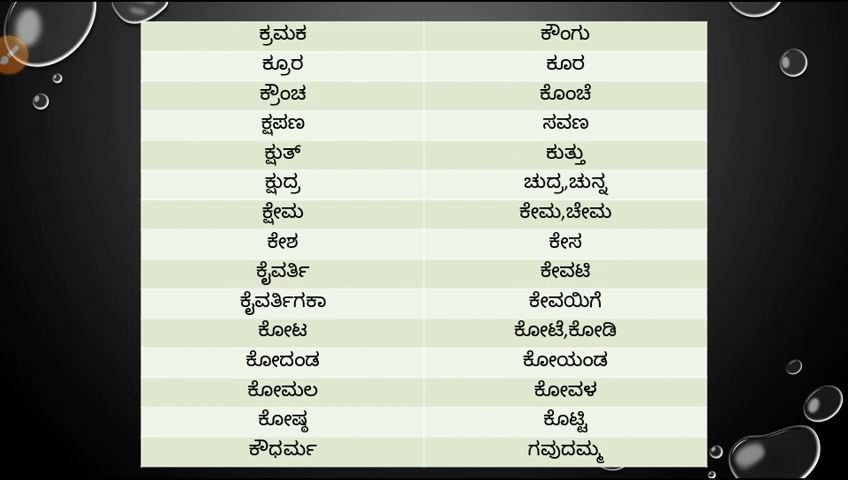 ಕ್ರಮಕ ಕೌಂಗು
ಕ್ರೂರ ಕೂರ
ಕ್ರೌಂಚ ಕೊಂಚೆ
ಕ್ಷಪಣ ಸವಣ
ಕ್ಷುತ್ ಕುತ್ತು
ಕ್ಷುದ್ರ ಚುದ್ರ,ಚುನ್ನ
ಕ್ಷೇಮ ಕೇಮ,ಚೇಮ
ಕೇಶ ಕೇಸ
ಕೈವರ್ತಿ ಕೇವಟಿ
ಕೈವರ್ತಿಗಕಾ ಕೇವಯಿಗೆ
ಕೋಟ ಕೋಟೆ,ಕೋಡಿ
ಕೋದಂಡ ಕೋಯಂಡ
ಕೋಮಲ ಕೋವಳ
ಕೋಷ್ಠ ಕೊಟ್ಟಿ
ಕೌಧರ್ಮ ಗವುದಮ್ಮ